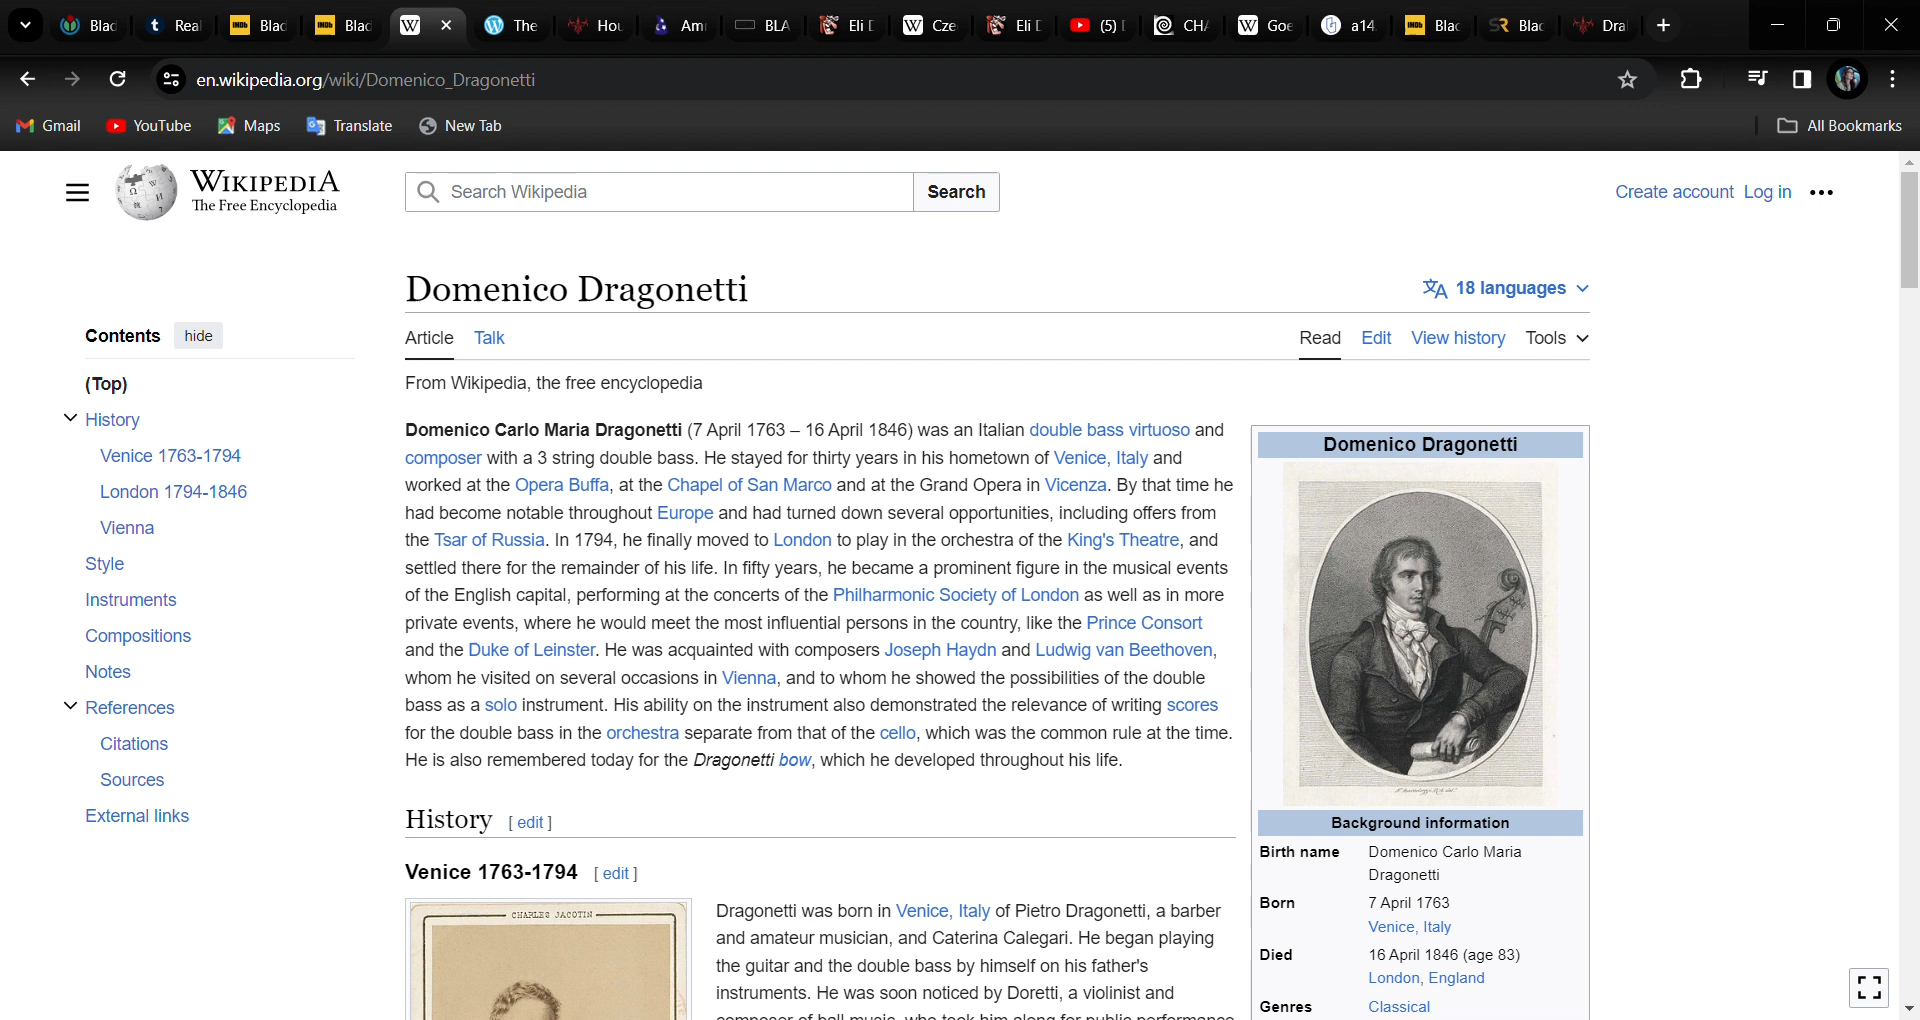 Blac
Rea
Blac
Blac
The
Hou
Am
BLA
Eli D
Cze
Eli D
(5)
CHA
Goe
a14
Blac
Blac
Dra
en.wikipedia.org/wiki/Domenico_Dragonetti
Gmail YouTube Maps Translate New Tab All Bookmarks
WIKIPEDIA
The Free Encyclopedia
Search Wikipedia Search
Create account Log in
Domenico Dragonetti
18 languages
Article Talk
Read Edit View history Tools
Contents hide
(Top)
History
Venice 1763-1794
London 1794-1846
Vienna
Style
Instruments
Compositions
Notes
References
Citations
Sources
External links
From Wikipedia, the free encyclopedia
Domenico Carlo Maria Dragonetti (7 April 1763 – 16 April 1846) was an Italian double bass virtuoso and
composer with a 3 string double bass. He stayed for thirty years in his hometown of Venice, Italy and
worked at the Opera Buffa, at the Chapel of San Marco and at the Grand Opera in Vicenza. By that time he
had become notable throughout Europe and had turned down several opportunities, including offers from
the Tsar of Russia. In 1794, he finally moved to London to play in the orchestra of the King's Theatre, and
settled there for the remainder of his life. In fifty years, he became a prominent figure in the musical events
of the English capital, performing at the concerts of the Philharmonic Society of London as well as in more
private events, where he would meet the most influential persons in the country, like the Prince Consort
and the Duke of Leinster. He was acquainted with composers Joseph Haydn and Ludwig van Beethoven,
whom he visited on several occasions in Vienna, and to whom he showed the possibilities of the double
bass as a solo instrument. His ability on the instrument also demonstrated the relevance of writing scores
for the double bass in the orchestra separate from that of the cello, which was the common rule at the time.
He is also remembered today for the Dragonetti bow, which he developed throughout his life.
History [ edit ]
Venice 1763-1794 [ edit ]
CHARLES JACOTIN
Dragonetti was born in Venice, Italy of Pietro Dragonetti, a barber
and amateur musician, and Caterina Calegari. He began playing
the guitar and the double bass by himself on his father's
instruments. He was soon noticed by Doretti, a violinist and
composer of ball music, who took him along for public performance
Domenico Dragonetti
Background information
Birth name Domenico Carlo Maria
Dragonetti
Born 7 April 1763
Venice, Italy
Died 16 April 1846 (age 83)
London, England
Genres Classical